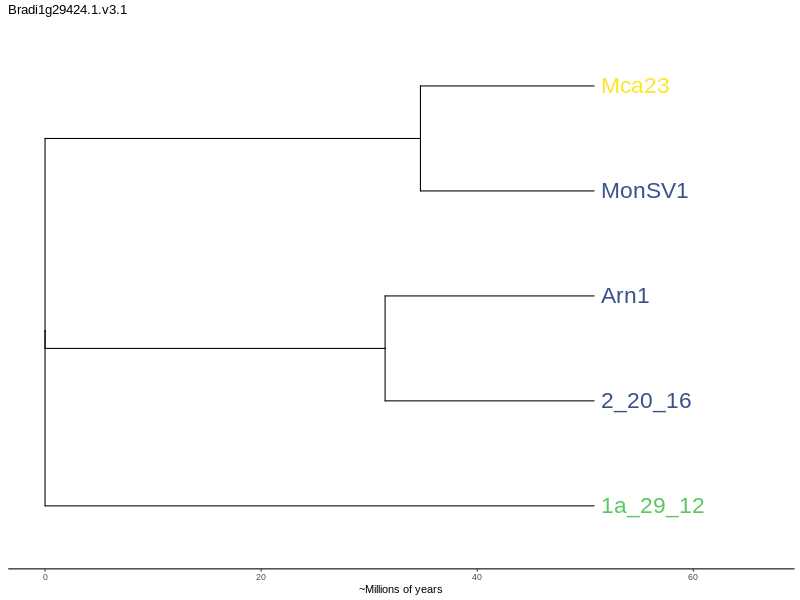 Bradi1g29424.1.v3.1
Mca23
MonSV1
Arn1
2_20_16
1a_29_12
0 20 40 60
~Millions of years